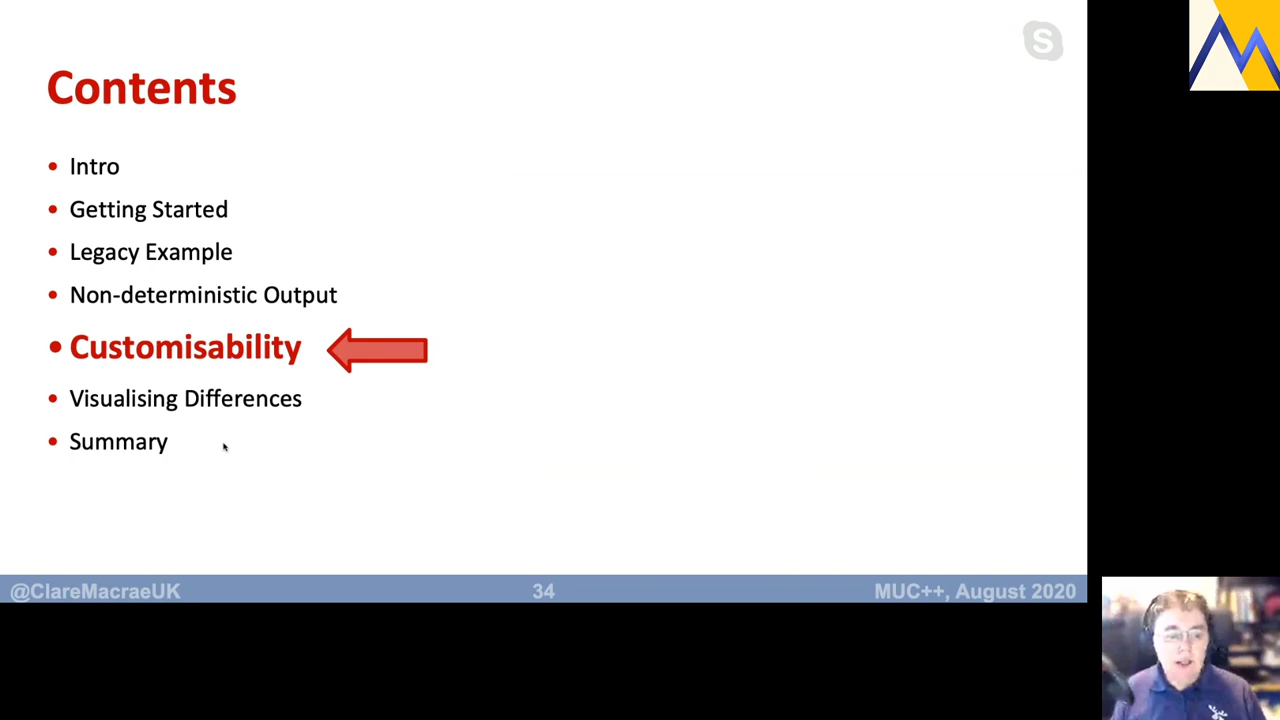 Contents
• Intro
• Getting Started
• Legacy Example
• Non-deterministic Output
• Customisability
• Visualising Differences
• Summary
@ClareMacraeUK 34 MUC++, August 2020